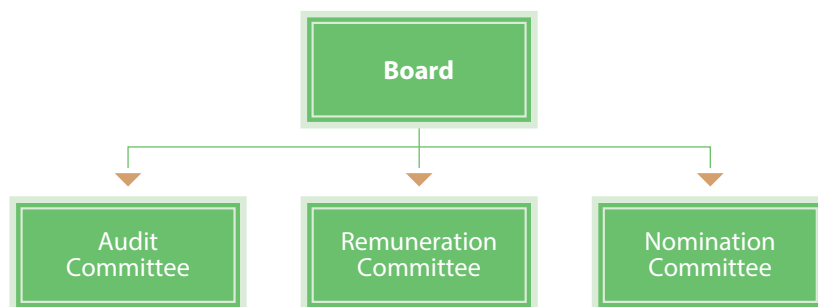 Board
Audit
Committee
Remuneration
Committee
Nomination
Committee